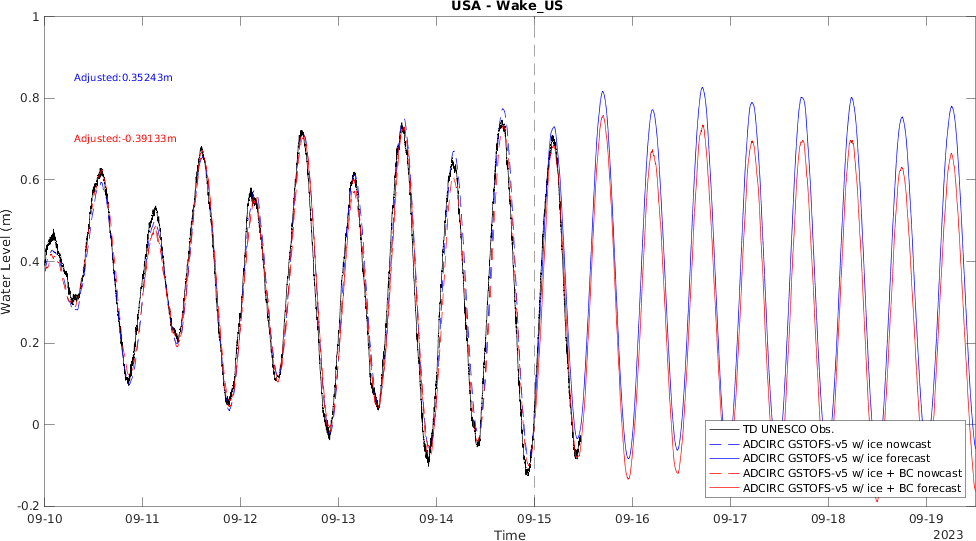 USA - Wake_US
1
Adjusted:0.35243m
0.8
Adjusted:-0.39133m
0.6
Water Level (m)
0.4
0.2
0
-0.2
TD UNESCO Obs.
ADCIRC GSTOFS-v5 w/ ice nowcast
ADCIRC GSTOFS-v5 w/ ice forecast
ADCIRC GSTOFS-v5 w/ ice + BC nowcast
ADCIRC GSTOFS-v5 w/ ice + BC forecast
09-10 09-11 09-12 09-13 09-14 09-15 09-16 09-17 09-18 09-19
Time
2023